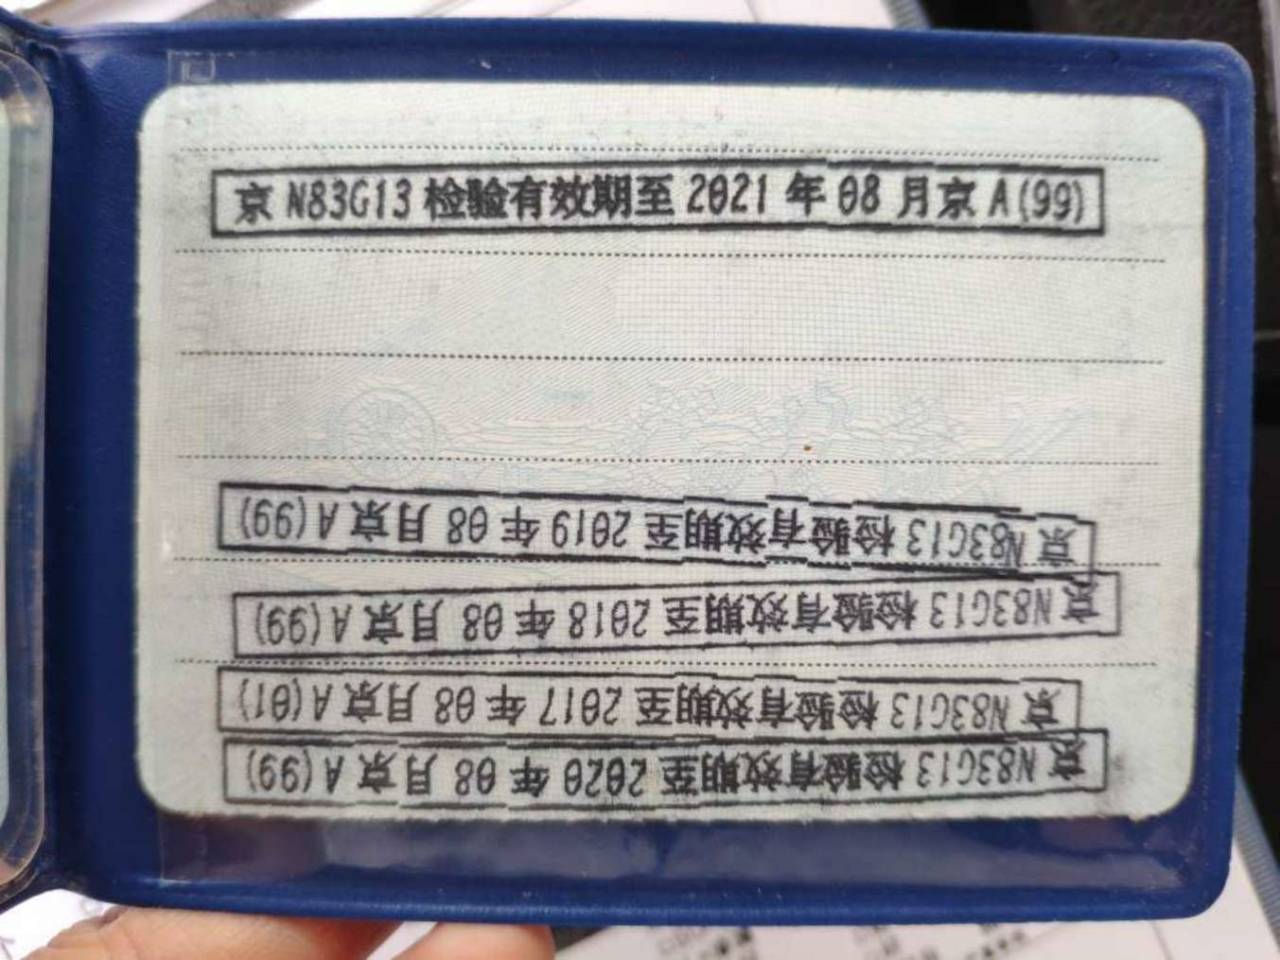 京 N83G13 检验有效期至 2021 年 08 月京 A(99)
京 N83G13 检验有效期至 2019 年 08 月京 A(99)
京 N83G13 检验有效期至 2018 年 08 月京 A(99)
京 N83G13 检验有效期至 2017 年 08 月京 A(01)
京 N83G13 检验有效期至 2020 年 08 月京 A(99)